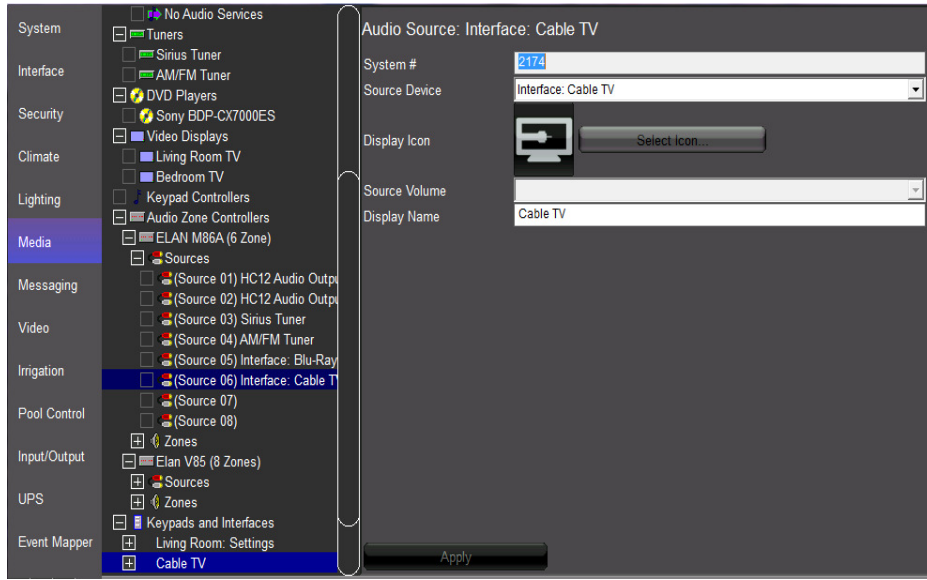 System
Interface
Security
Climate
Lighting
Media
Messaging
Video
Irrigation
Pool Control
Input/Output
UPS
Event Mapper
No Audio Services
Tuners
Sirius Tuner
AM/FM Tuner
DVD Players
Sony BDP-CX7000ES
Video Displays
Living Room TV
Bedroom TV
Keypad Controllers
Audio Zone Controllers
ELAN M86A (6 Zone)
Sources
(Source 01) HC12 Audio Outpu
(Source 02) HC12 Audio Outpu
(Source 03) Sirius Tuner
(Source 04) AM/FM Tuner
(Source 05) Interface: Blu-Ray
(Source 06) Interface: Cable TV
(Source 07)
(Source 08)
Zones
Elan V85 (8 Zones)
Sources
Zones
Keypads and Interfaces
Living Room: Settings
Cable TV
Audio Source: Interface: Cable TV
System # 2174
Source Device Interface: Cable TV
Display Icon Select Icon...
Source Volume
Display Name Cable TV
Apply